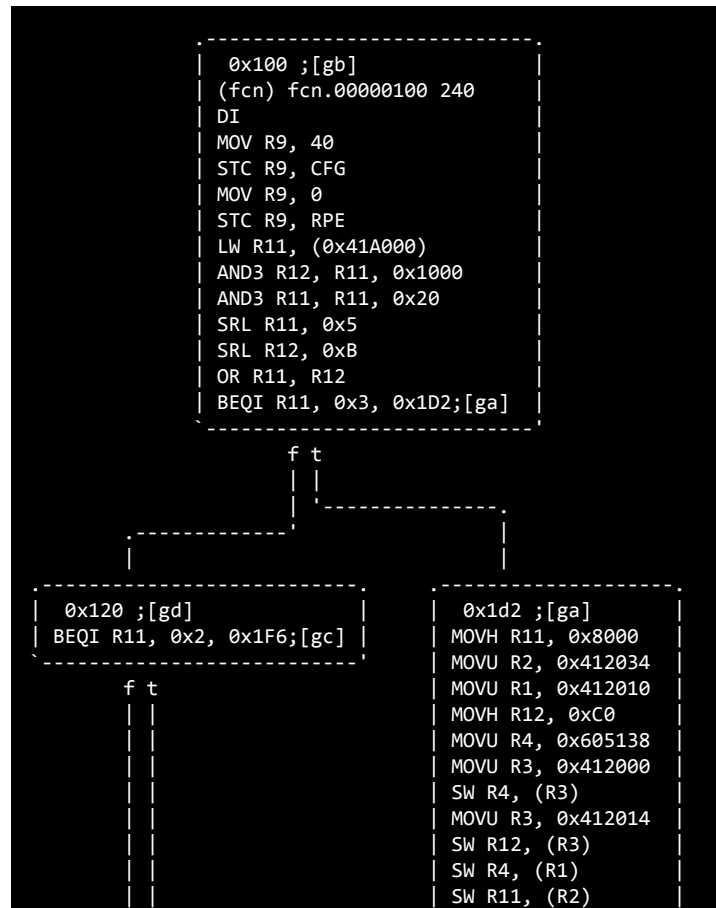 0x100 ;[gb]
(fcn) fcn.00000100 240
DI
MOV R9, 40
STC R9, CFG
MOV R9, 0
STC R9, RPE
LW R11, (0x41A000)
AND3 R12, R11, 0x1000
AND3 R11, R11, 0x20
SRL R11, 0x5
SRL R12, 0xB
OR R11, R12
BEQI R11, 0x3, 0x1D2;[ga]
f t
0x120 ;[gd]
BEQI R11, 0x2, 0x1F6;[gc]
f t
0x1d2 ;[ga]
MOVH R11, 0x8000
MOVU R2, 0x412034
MOVU R1, 0x412010
MOVH R12, 0xC0
MOVU R4, 0x605138
MOVU R3, 0x412000
SW R4, (R3)
MOVU R3, 0x412014
SW R12, (R3)
SW R4, (R1)
SW R11, (R2)